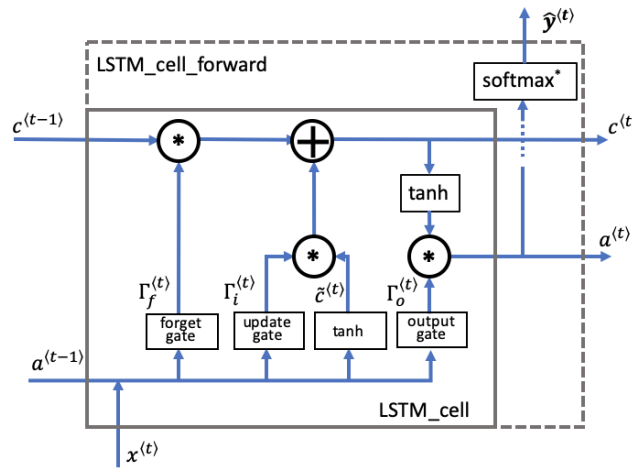 ŷ⟨t⟩
LSTM_cell_forward
softmax*
c⟨t−1⟩
*
+
c⟨t
tanh
*
*
a⟨t⟩
Γf⟨t⟩
Γi⟨t⟩
c̃⟨t⟩
Γo⟨t⟩
forget
gate
update
gate
tanh
output
gate
a⟨t−1⟩
LSTM_cell
x⟨t⟩